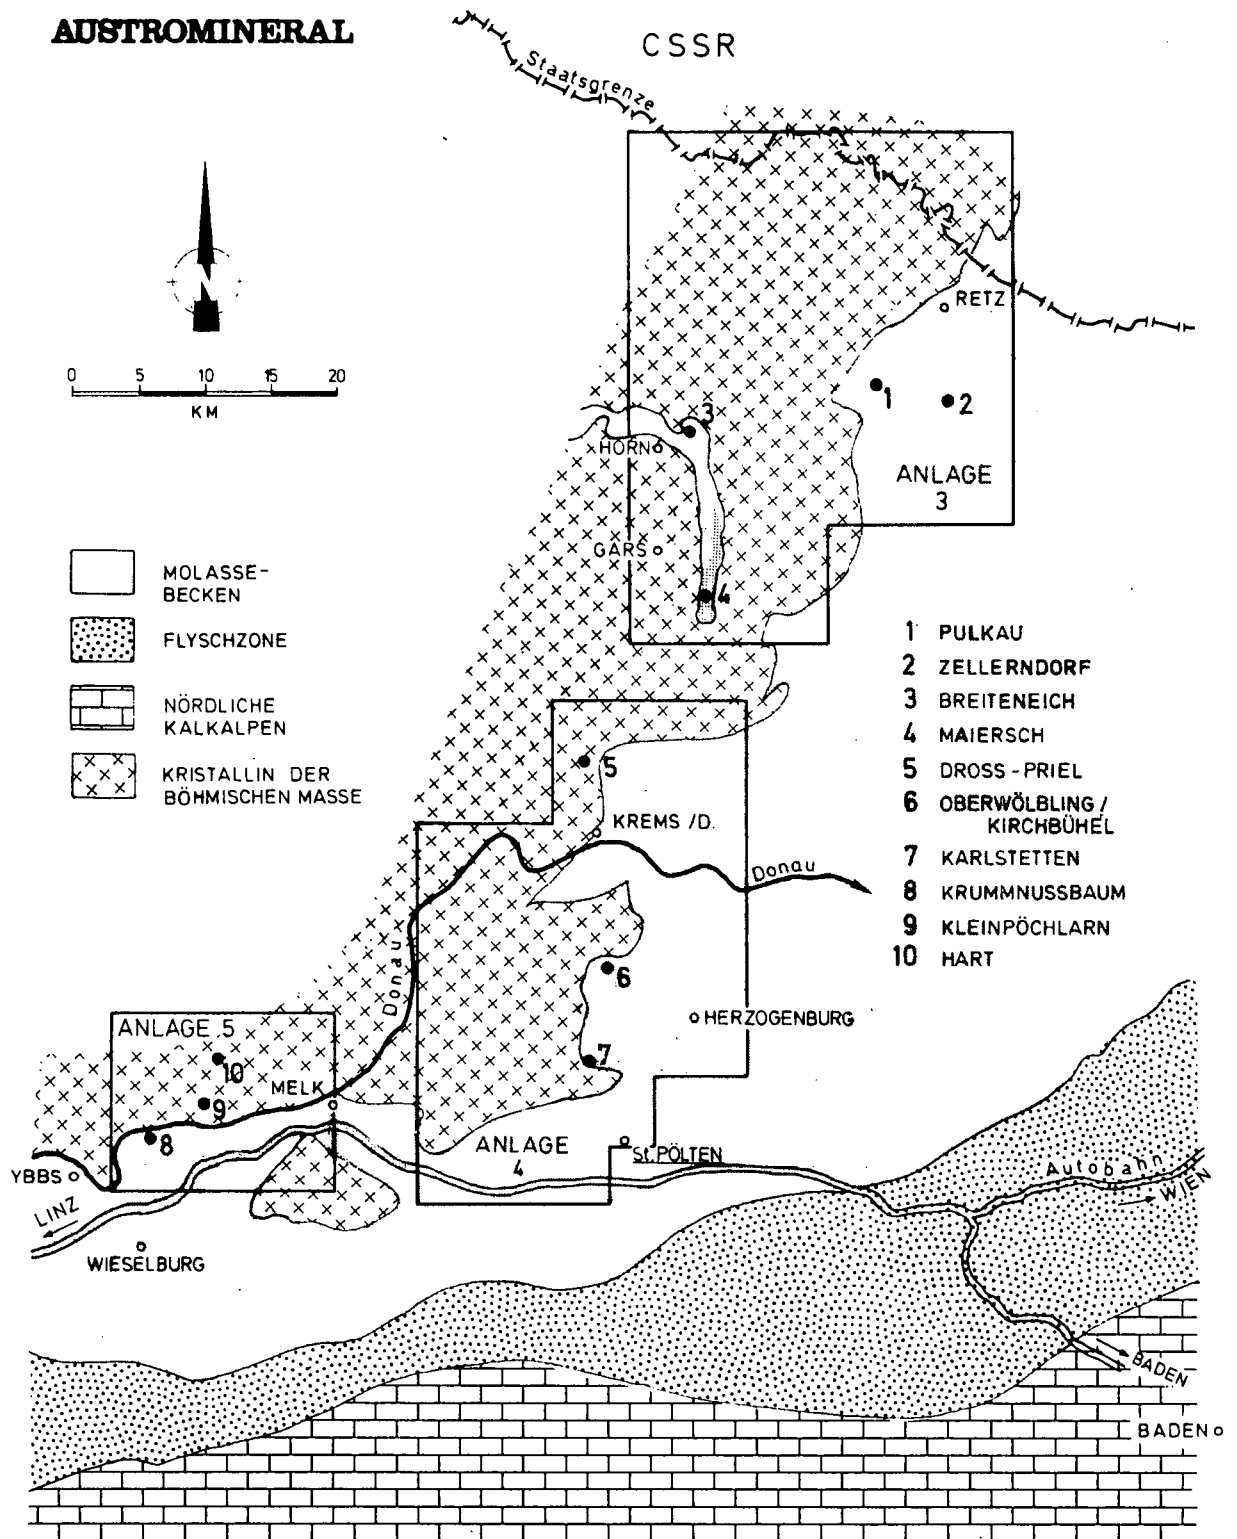 AUSTROMINERAL
CSSR
Staatsgrenze
RETZ
0 5 10 15 20
KM
1
2
3
HORN
ANLAGE
3
GARS
4
MOLASSE-
BECKEN
FLYSCHZONE
NÖRDLICHE
KALKALPEN
KRISTALLIN DER
BÖHMISCHEN MASSE
1 PULKAU
2 ZELLERNDORF
3 BREITENEICH
4 MAIERSCH
5 DROSS-PRIEL
6 OBERWÖLBLING/
KIRCHBÜHEL
7 KARLSTETTEN
8 KRUMMNUSSBAUM
9 KLEINPÖCHLARN
10 HART
5
KREMS /D.
Donau
Donau
6
HERZOGENBURG
7
ANLAGE 5
10
MELK
9
8
ANLAGE
4
St. PÖLTEN
YBBS
LINZ
WIESELBURG
Autobahn
WIEN
BADEN
BADEN